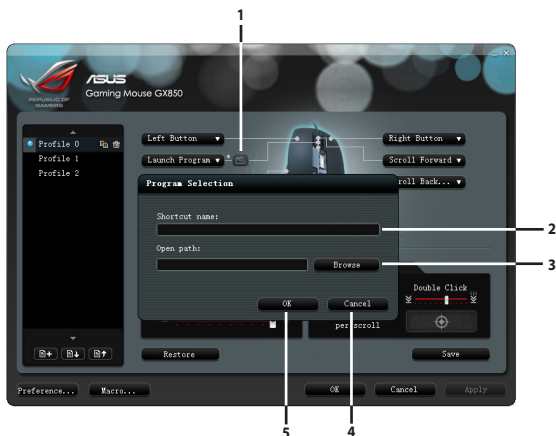 1
REPUBLIC OF
GAMERS
ASUS
Gaming Mouse GX850
Profile 0
Profile 1
Profile 2
Left Button
Right Button
Launch Program
*
Scroll Forward
roll Back...
Program Selection
Shortcut name:
2
Open path:
Browse
3
Double Click
OK
Cancel
per scroll
Restore
Save
Preference...
Macro...
OK
Cancel
Apply
5
4